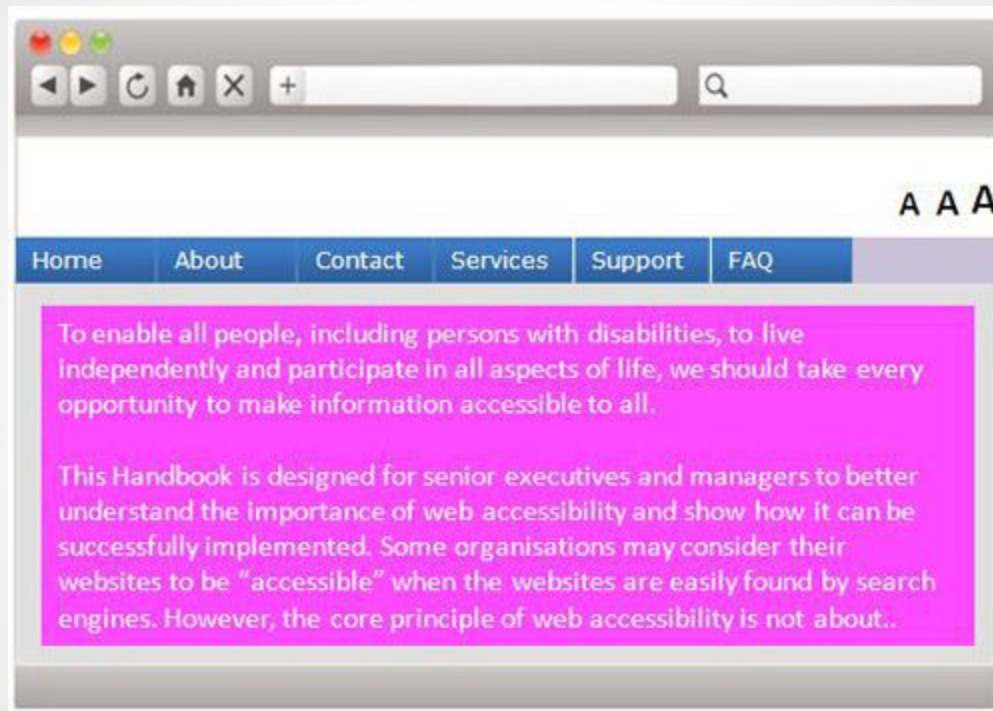 A A A
Home About Contact Services Support FAQ
To enable all people, including persons with disabilities, to live
independently and participate in all aspects of life, we should take every
opportunity to make information accessible to all.
This Handbook is designed for senior executives and managers to better
understand the importance of web accessibility and show how it can be
successfully implemented. Some organisations may consider their
websites to be “accessible” when the websites are easily found by search
engines. However, the core principle of web accessibility is not about..